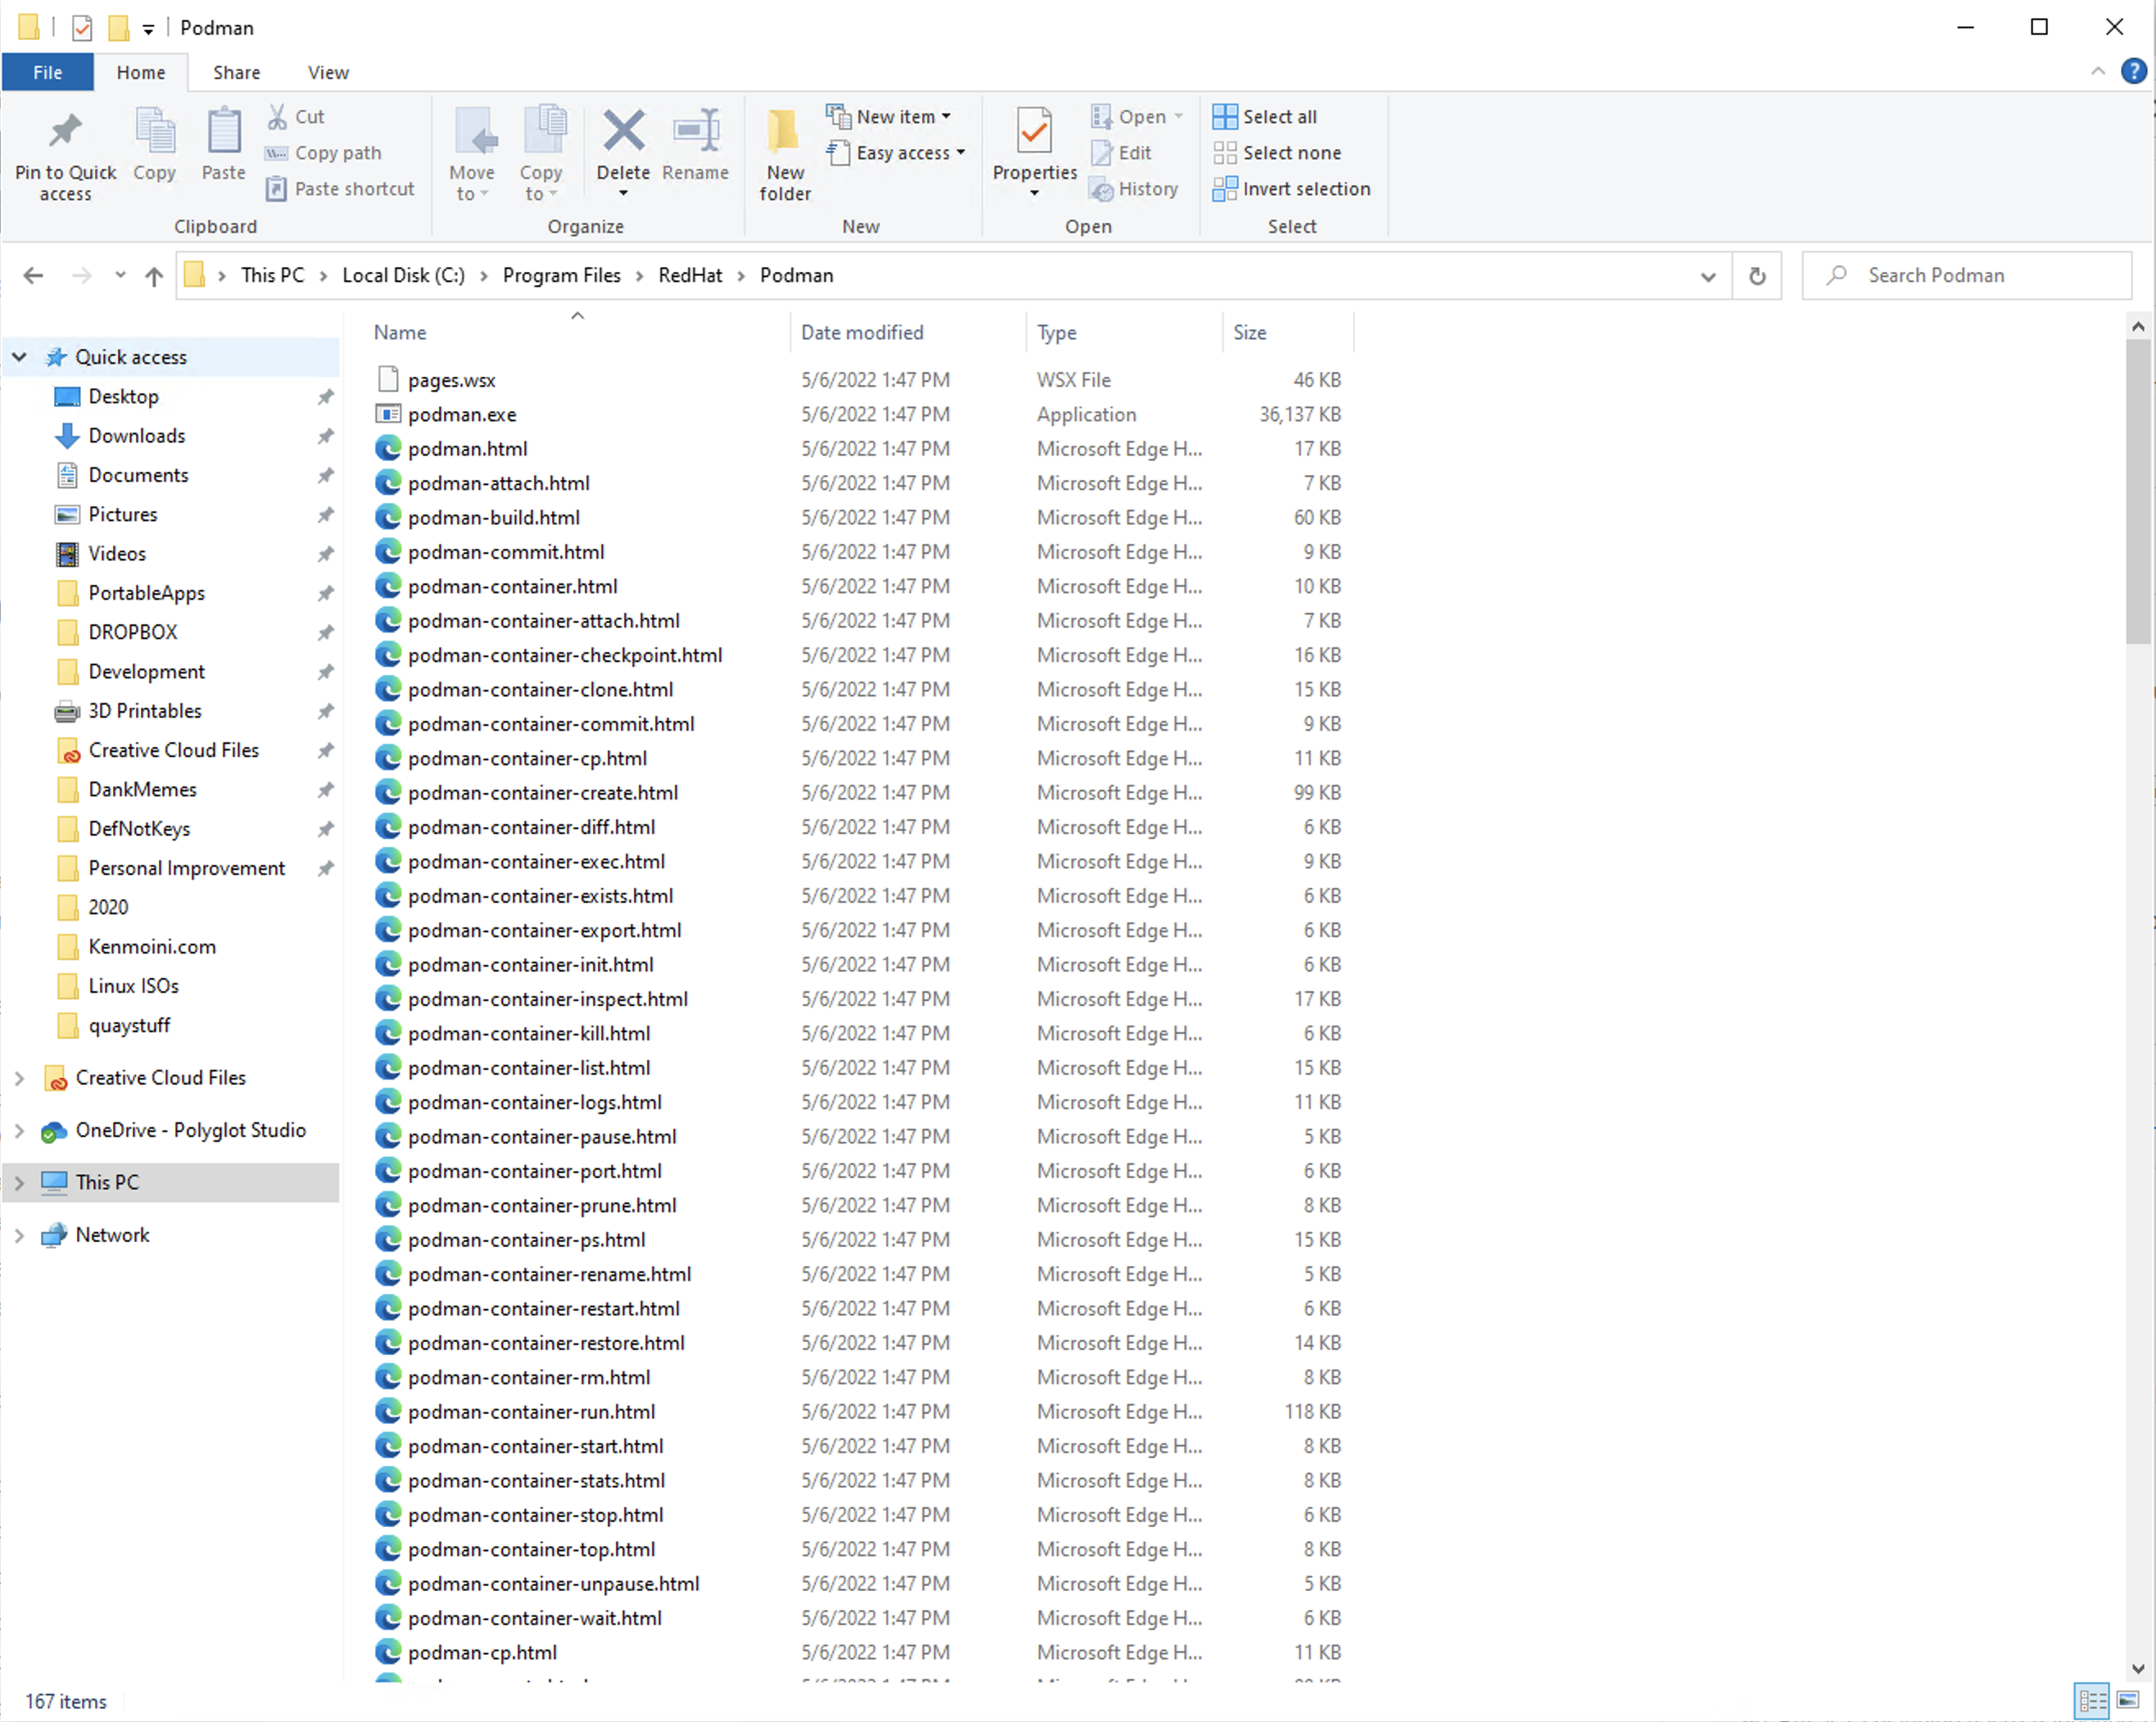 Podman
File Home Share View
Pin to Quick access
Copy
Paste
Cut
Copy path
Paste shortcut
Clipboard
Move to
Copy to
Delete
Rename
Organize
New folder
New item
Easy access
New
Properties
Open
Edit
History
Open
Select all
Select none
Invert selection
Select
This PC › Local Disk (C:) › Program Files › RedHat › Podman
Search Podman
Quick access
Desktop
Downloads
Documents
Pictures
Videos
PortableApps
DROPBOX
Development
3D Printables
Creative Cloud Files
DankMemes
DefNotKeys
Personal Improvement
2020
Kenmoini.com
Linux ISOs
quaystuff
Creative Cloud Files
OneDrive - Polyglot Studio
This PC
Network
Name Date modified Type Size
pages.wsx 5/6/2022 1:47 PM WSX File 46 KB
podman.exe 5/6/2022 1:47 PM Application 36,137 KB
podman.html 5/6/2022 1:47 PM Microsoft Edge H... 17 KB
podman-attach.html 5/6/2022 1:47 PM Microsoft Edge H... 7 KB
podman-build.html 5/6/2022 1:47 PM Microsoft Edge H... 60 KB
podman-commit.html 5/6/2022 1:47 PM Microsoft Edge H... 9 KB
podman-container.html 5/6/2022 1:47 PM Microsoft Edge H... 10 KB
podman-container-attach.html 5/6/2022 1:47 PM Microsoft Edge H... 7 KB
podman-container-checkpoint.html 5/6/2022 1:47 PM Microsoft Edge H... 16 KB
podman-container-clone.html 5/6/2022 1:47 PM Microsoft Edge H... 15 KB
podman-container-commit.html 5/6/2022 1:47 PM Microsoft Edge H... 9 KB
podman-container-cp.html 5/6/2022 1:47 PM Microsoft Edge H... 11 KB
podman-container-create.html 5/6/2022 1:47 PM Microsoft Edge H... 99 KB
podman-container-diff.html 5/6/2022 1:47 PM Microsoft Edge H... 6 KB
podman-container-exec.html 5/6/2022 1:47 PM Microsoft Edge H... 9 KB
podman-container-exists.html 5/6/2022 1:47 PM Microsoft Edge H... 6 KB
podman-container-export.html 5/6/2022 1:47 PM Microsoft Edge H... 6 KB
podman-container-init.html 5/6/2022 1:47 PM Microsoft Edge H... 6 KB
podman-container-inspect.html 5/6/2022 1:47 PM Microsoft Edge H... 17 KB
podman-container-kill.html 5/6/2022 1:47 PM Microsoft Edge H... 6 KB
podman-container-list.html 5/6/2022 1:47 PM Microsoft Edge H... 15 KB
podman-container-logs.html 5/6/2022 1:47 PM Microsoft Edge H... 11 KB
podman-container-pause.html 5/6/2022 1:47 PM Microsoft Edge H... 5 KB
podman-container-port.html 5/6/2022 1:47 PM Microsoft Edge H... 6 KB
podman-container-prune.html 5/6/2022 1:47 PM Microsoft Edge H... 8 KB
podman-container-ps.html 5/6/2022 1:47 PM Microsoft Edge H... 15 KB
podman-container-rename.html 5/6/2022 1:47 PM Microsoft Edge H... 5 KB
podman-container-restart.html 5/6/2022 1:47 PM Microsoft Edge H... 6 KB
podman-container-restore.html 5/6/2022 1:47 PM Microsoft Edge H... 14 KB
podman-container-rm.html 5/6/2022 1:47 PM Microsoft Edge H... 8 KB
podman-container-run.html 5/6/2022 1:47 PM Microsoft Edge H... 118 KB
podman-container-start.html 5/6/2022 1:47 PM Microsoft Edge H... 8 KB
podman-container-stats.html 5/6/2022 1:47 PM Microsoft Edge H... 8 KB
podman-container-stop.html 5/6/2022 1:47 PM Microsoft Edge H... 6 KB
podman-container-top.html 5/6/2022 1:47 PM Microsoft Edge H... 8 KB
podman-container-unpause.html 5/6/2022 1:47 PM Microsoft Edge H... 5 KB
podman-container-wait.html 5/6/2022 1:47 PM Microsoft Edge H... 6 KB
podman-cp.html 5/6/2022 1:47 PM Microsoft Edge H... 11 KB
167 items